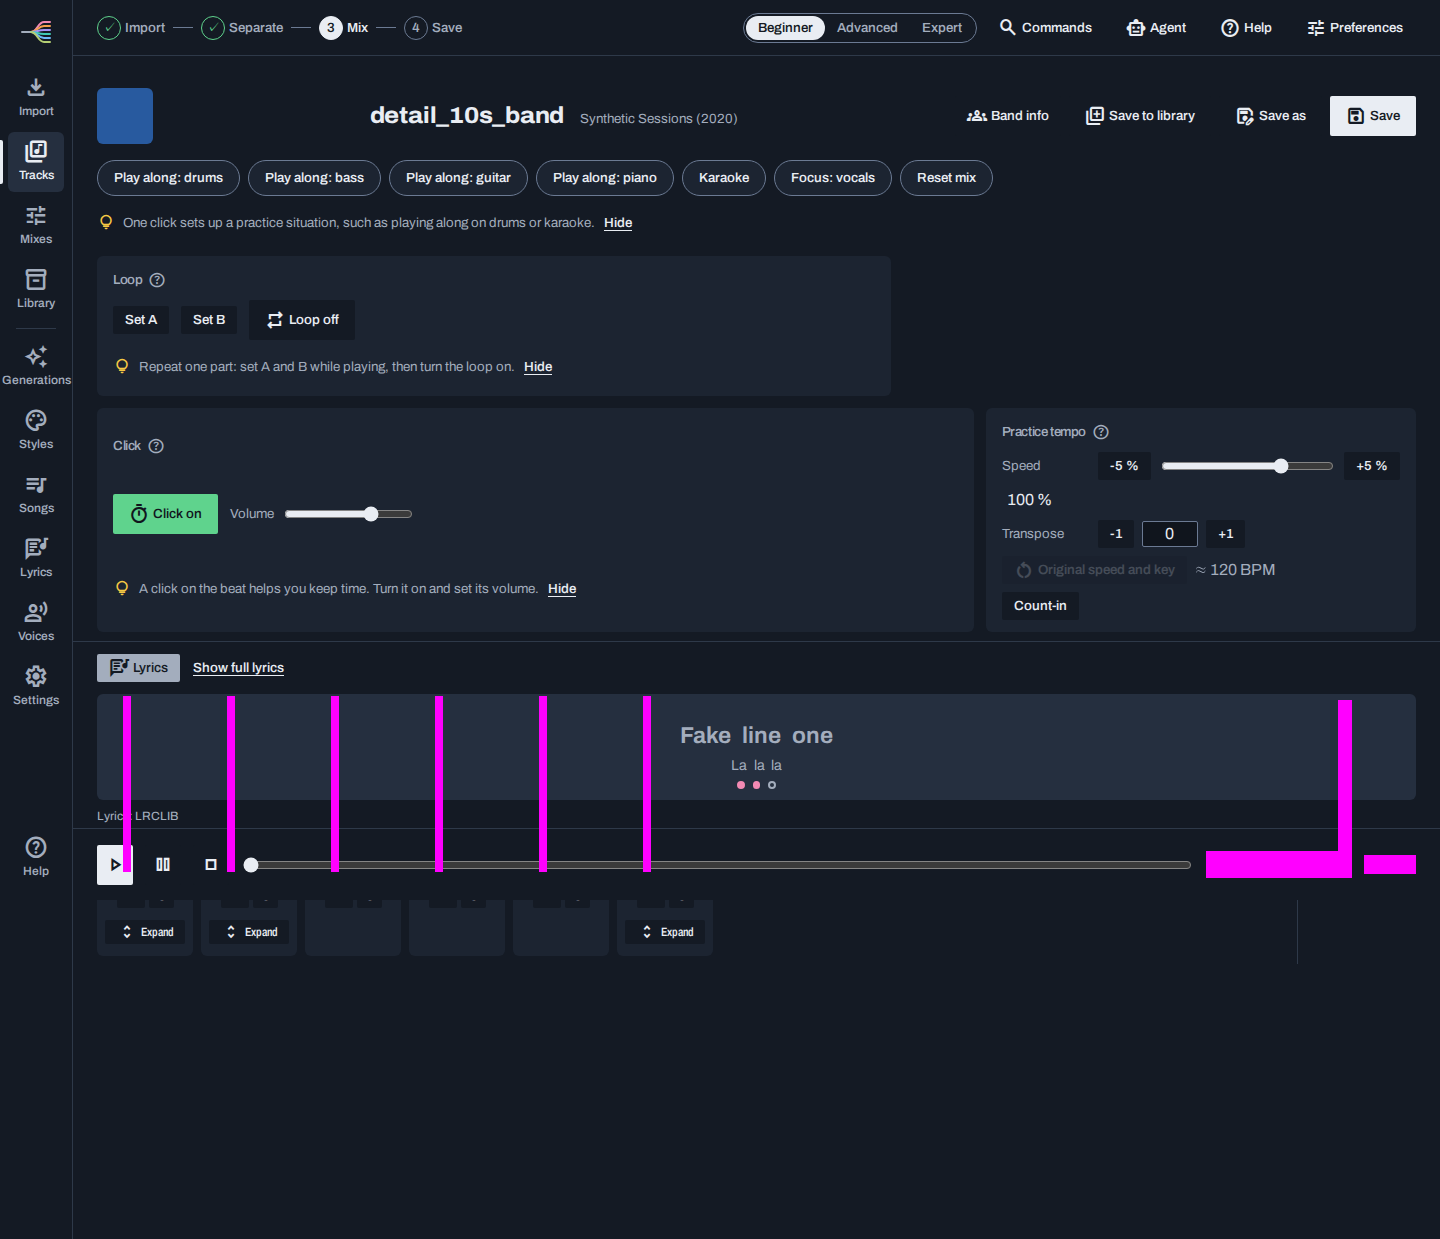 Import
Separate
3 Mix
4 Save
Beginner
Advanced
Expert
Commands
Agent
Help
Preferences
Import
Tracks
Mixes
Library
Generations
Styles
Songs
Lyrics
Voices
Settings
Help
detail_10s_band
Synthetic Sessions (2020)
Band info
Save to library
Save as
Save
Play along: drums
Play along: bass
Play along: guitar
Play along: piano
Karaoke
Focus: vocals
Reset mix
One click sets up a practice situation, such as playing along on drums or karaoke. Hide
Loop
Set A
Set B
Loop off
Repeat one part: set A and B while playing, then turn the loop on. Hide
Click
Click on
Volume
A click on the beat helps you keep time. Turn it on and set its volume. Hide
Practice tempo
Speed
-5 %
+5 %
100 %
Transpose
-1
0
+1
Original speed and key
≈ 120 BPM
Count-in
Lyrics
Show full lyrics
Fake line one
La la la
LRCLIB
Expand
Expand
Expand